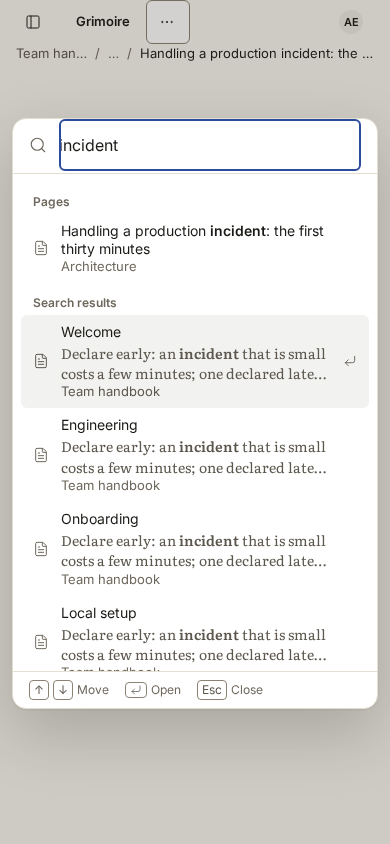 Grimoire
...
AE
Team han... / ... / Handling a production incident: the ...
incident
Pages
Handling a production incident: the first
thirty minutes
Architecture
Search results
Welcome
Declare early: an incident that is small
costs a few minutes; one declared late...
Team handbook
Engineering
Declare early: an incident that is small
costs a few minutes; one declared late...
Team handbook
Onboarding
Declare early: an incident that is small
costs a few minutes; one declared late...
Team handbook
Local setup
Declare early: an incident that is small
costs a few minutes; one declared late...
Team handbook
↑ ↓ Move ↵ Open Esc Close